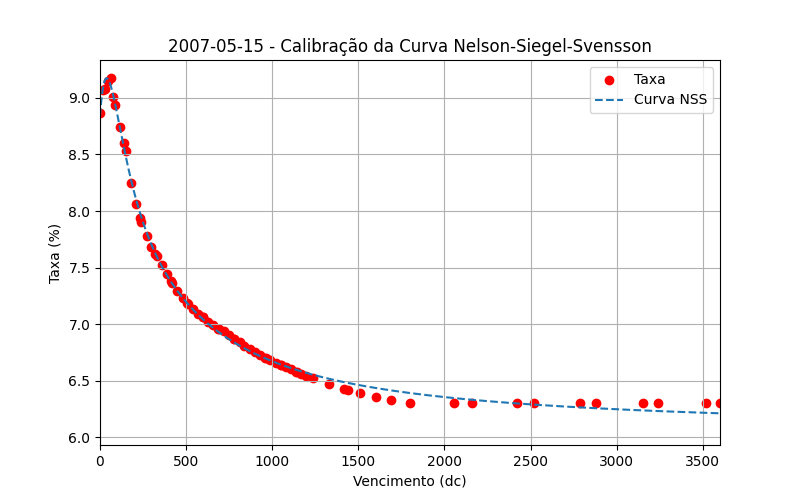 2007-05-15 - Calibração da Curva Nelson-Siegel-Svensson
Taxa
Curva NSS
Taxa (%)
9.0
8.5
8.0
7.5
7.0
6.5
6.0
0 500 1000 1500 2000 2500 3000 3500
Vencimento (dc)